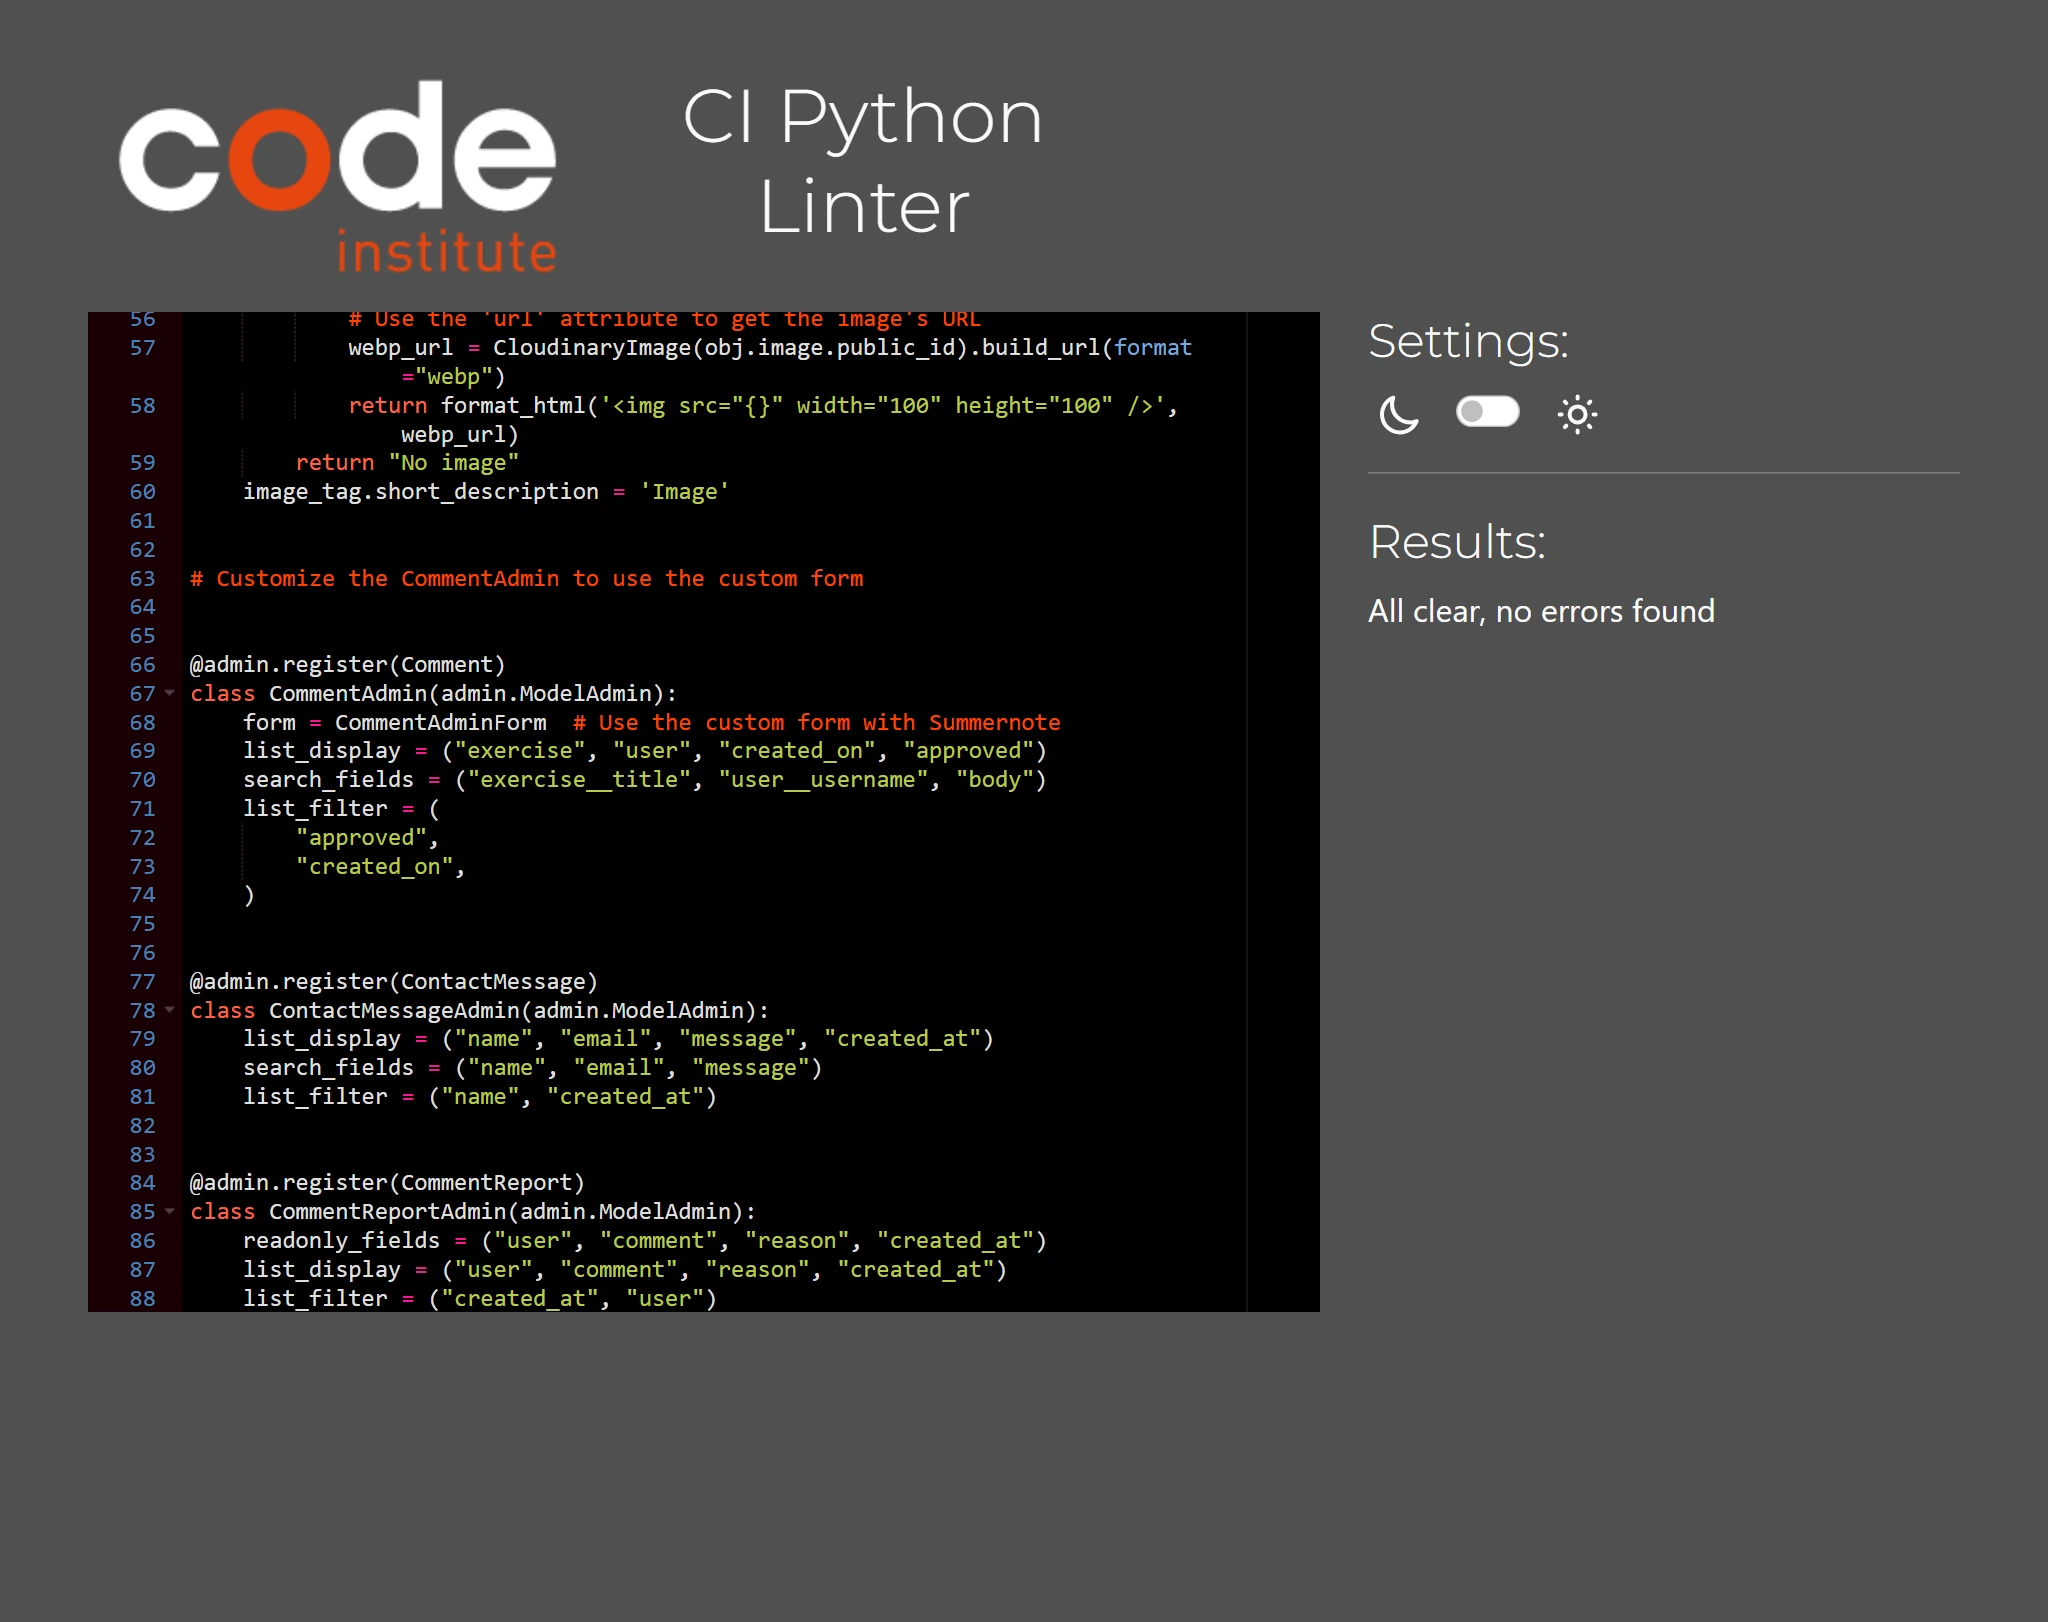 code
institute
CI Python
Linter
56 # Use the 'url' attribute to get the image's URL
57 webp_url = CloudinaryImage(obj.image.public_id).build_url(format
="webp")
58 return format_html('<img src="{}" width="100" height="100" />',
webp_url)
59 return "No image"
60 image_tag.short_description = 'Image'
61
62
63 # Customize the CommentAdmin to use the custom form
64
65
66 @admin.register(Comment)
67 class CommentAdmin(admin.ModelAdmin):
68 form = CommentAdminForm  # Use the custom form with Summernote
69 list_display = ("exercise", "user", "created_on", "approved")
70 search_fields = ("exercise__title", "user__username", "body")
71 list_filter = (
72 "approved",
73 "created_on",
74 )
75
76
77 @admin.register(ContactMessage)
78 class ContactMessageAdmin(admin.ModelAdmin):
79 list_display = ("name", "email", "message", "created_at")
80 search_fields = ("name", "email", "message")
81 list_filter = ("name", "created_at")
82
83
84 @admin.register(CommentReport)
85 class CommentReportAdmin(admin.ModelAdmin):
86 readonly_fields = ("user", "comment", "reason", "created_at")
87 list_display = ("user", "comment", "reason", "created_at")
88 list_filter = ("created_at", "user")
Settings:
Results:
All clear, no errors found